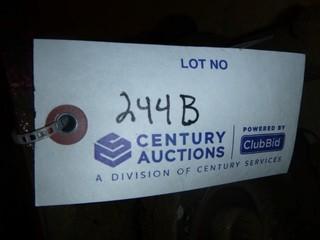 LOT NO
244B
CENTURY AUCTIONS
POWERED BY
ClubBid
A DIVISION OF CENTURY SERVICES